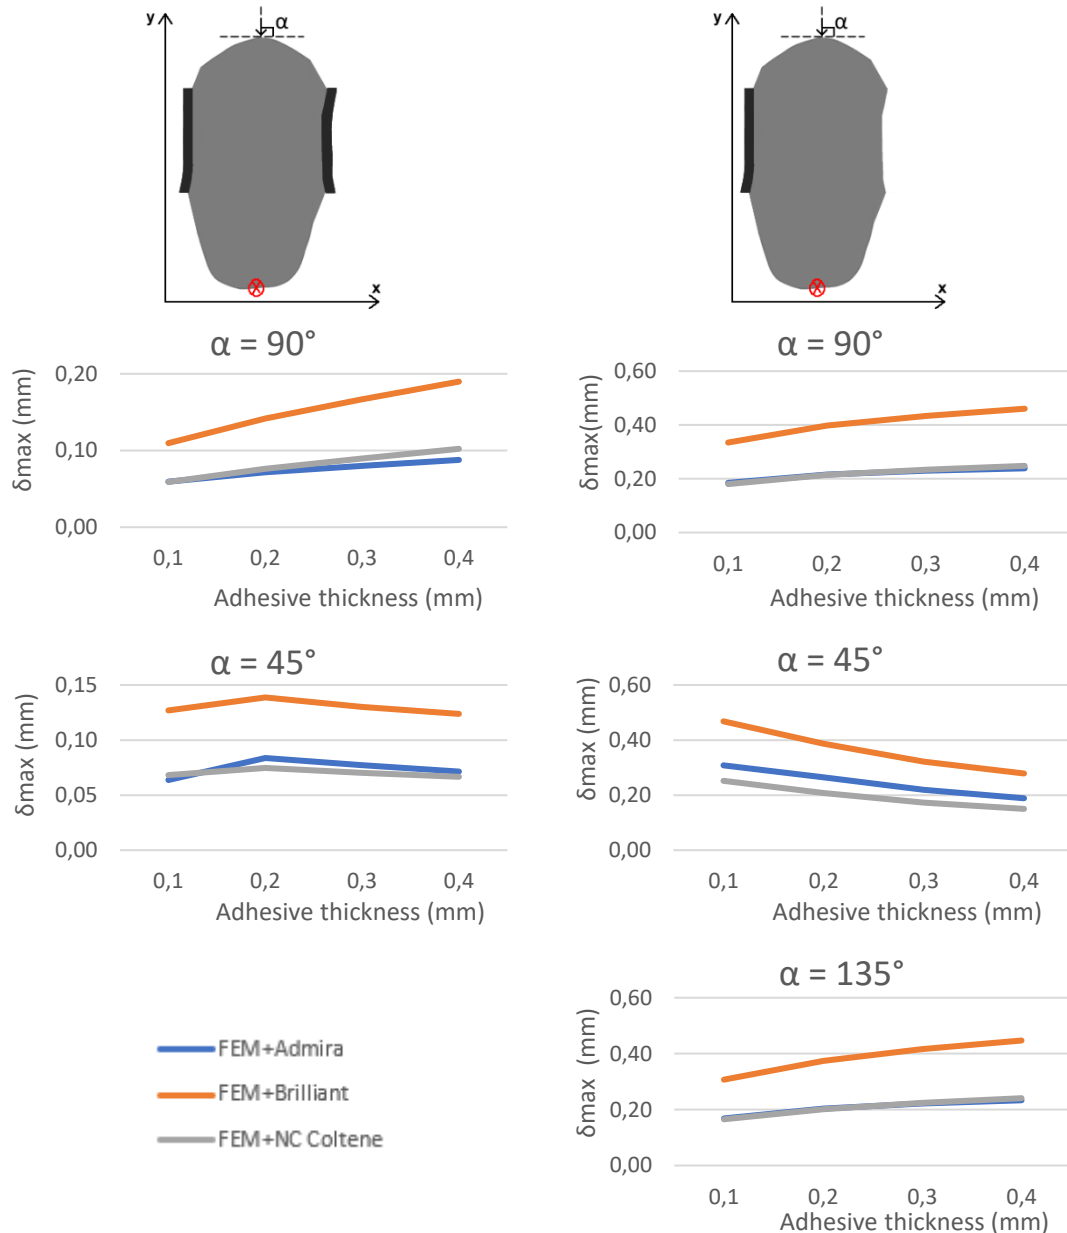 y
α
x
y
α
x
α = 90°
δmax (mm)
0,20
0,10
0,00
0,1 0,2 0,3 0,4
Adhesive thickness (mm)
α = 90°
δmax(mm)
0,60
0,40
0,20
0,00
0,1 0,2 0,3 0,4
Adhesive thickness (mm)
α = 45°
δmax (mm)
0,15
0,10
0,05
0,00
0,1 0,2 0,3 0,4
Adhesive thickness (mm)
α = 45°
δmax (mm)
0,60
0,40
0,20
0,00
0,1 0,2 0,3 0,4
Adhesive thickness (mm)
FEM+Admira
FEM+Brilliant
FEM+NC Coltene
α = 135°
δmax (mm)
0,60
0,40
0,20
0,00
0,1 0,2 0,3 0,4
Adhesive thickness (mm)